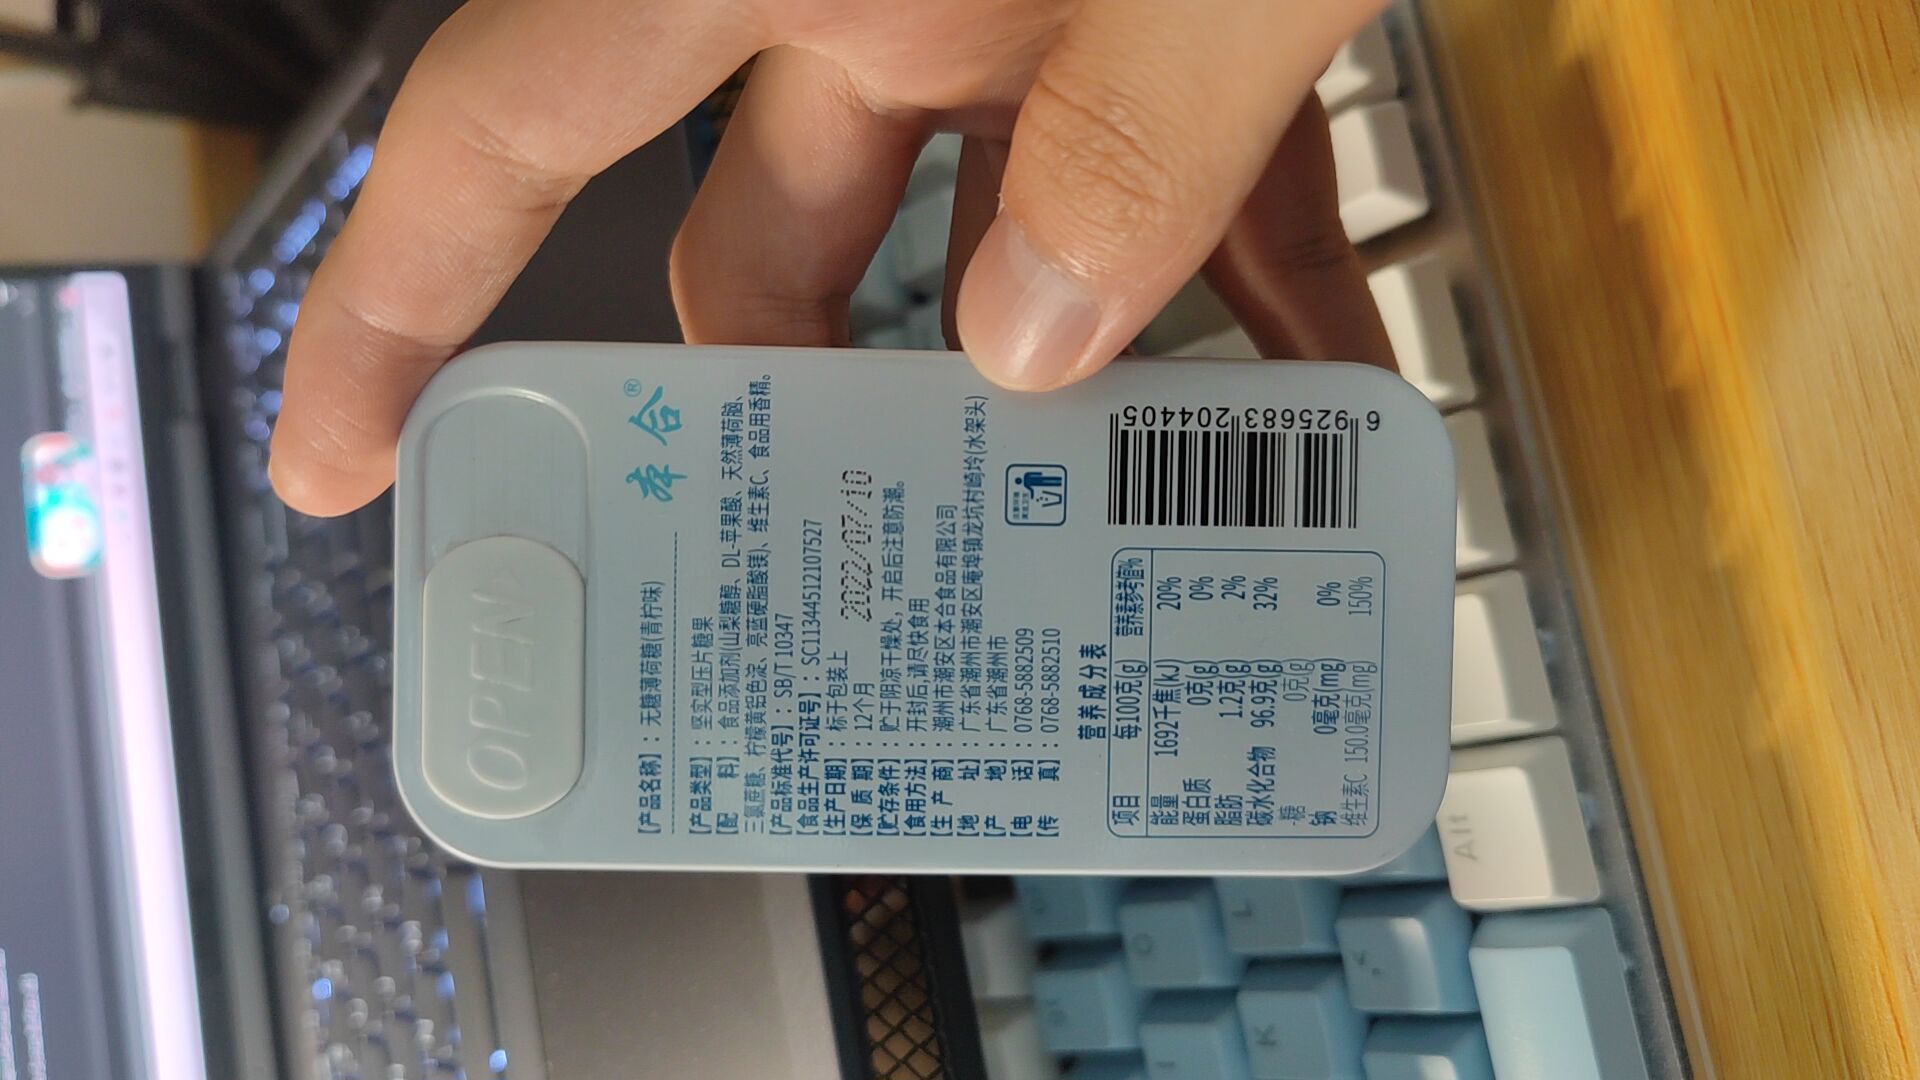 OPEN
【产品名称】：无糖薄荷糖(青柠味)
本合®
【产品类型】：坚实型压片糖果
【配 料】：食品添加剂(山梨糖醇、DL-苹果酸、天然薄荷脑、
三氯蔗糖、柠檬黄铝色淀、亮蓝硬脂酸镁)、维生素C、食品用香精。
【产品标准代号】：SB/T 10347
【食品生产许可证号】：SC11344512107527
【生产日期】：标于包装上
2022/07/10
【保 质 期】：12个月
【贮存条件】：贮于阴凉干燥处，开启后注意防潮。
【食用方法】：开封后,请尽快食用
【生 产 商】：潮州市潮安区本合食品有限公司
【地 址】：广东省潮州市潮安区庵埠镇龙坑村崎坽(水架头)
【产 地】：广东省潮州市
【电 话】：0768-5882509
【传 真】：0768-5882510
营养成分表
项目 每100克(g) 营养素参考值%
能量 1692千焦(kJ) 20%
蛋白质 0克(g) 0%
脂肪 1.2克(g) 2%
碳水化合物 96.9克(g) 32%
-糖 0克(g)
钠 0毫克(mg) 0%
维生素C 150.0毫克(mg) 150%
6 925683 204405
O
K
L
Alt